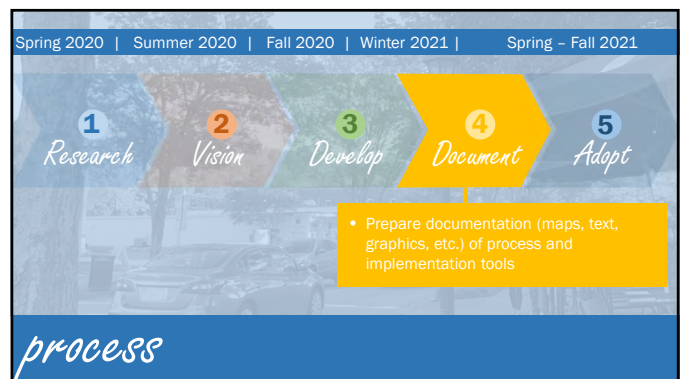 Spring 2020 | Summer 2020 | Fall 2020 | Winter 2021 | Spring – Fall 2021
1 2 3 4 5
Research Vision Develop Document Adopt
• Prepare documentation (maps, text,
graphics, etc.) of process and
implementation tools
process